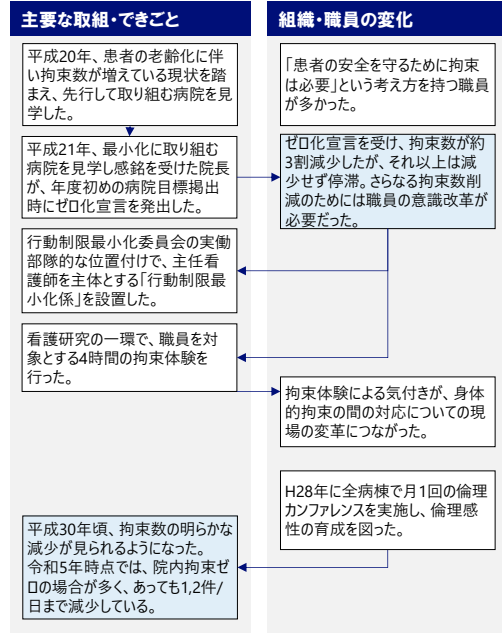 主要な取組・できごと
平成20年、患者の老齢化に伴
い拘束数が増えている現状を踏
まえ、先行して取り組む病院を見
学した。
平成21年、最小化に取り組む
病院を見学し感銘を受けた院長
が、年度初めの病院目標掲出
時にゼロ化宣言を発出した。
行動制限最小化委員会の実働
部隊的な位置付けで、主任看
護師を主体とする「行動制限最
小化係」を設置した。
看護研究の一環で、職員を対
象とする4時間の拘束体験を
行った。
平成30年頃、拘束数の明らかな
減少が見られるようになった。
令和5年時点では、院内拘束ゼ
ロの場合が多く、あっても1,2件/
日まで減少している。
組織・職員の変化
「患者の安全を守るために拘束
は必要」という考え方を持つ職員
が多かった。
ゼロ化宣言を受け、拘束数が約
3割減少したが、それ以上は減
少せず停滞。さらなる拘束数削
減のためには職員の意識改革が
必要だった。
拘束体験による気付きが、身体
的拘束の間の対応についての
現場の変革につながった。
H28年に全病棟で月1回の倫理
カンファレンスを実施し、倫理感
性の育成を図った。